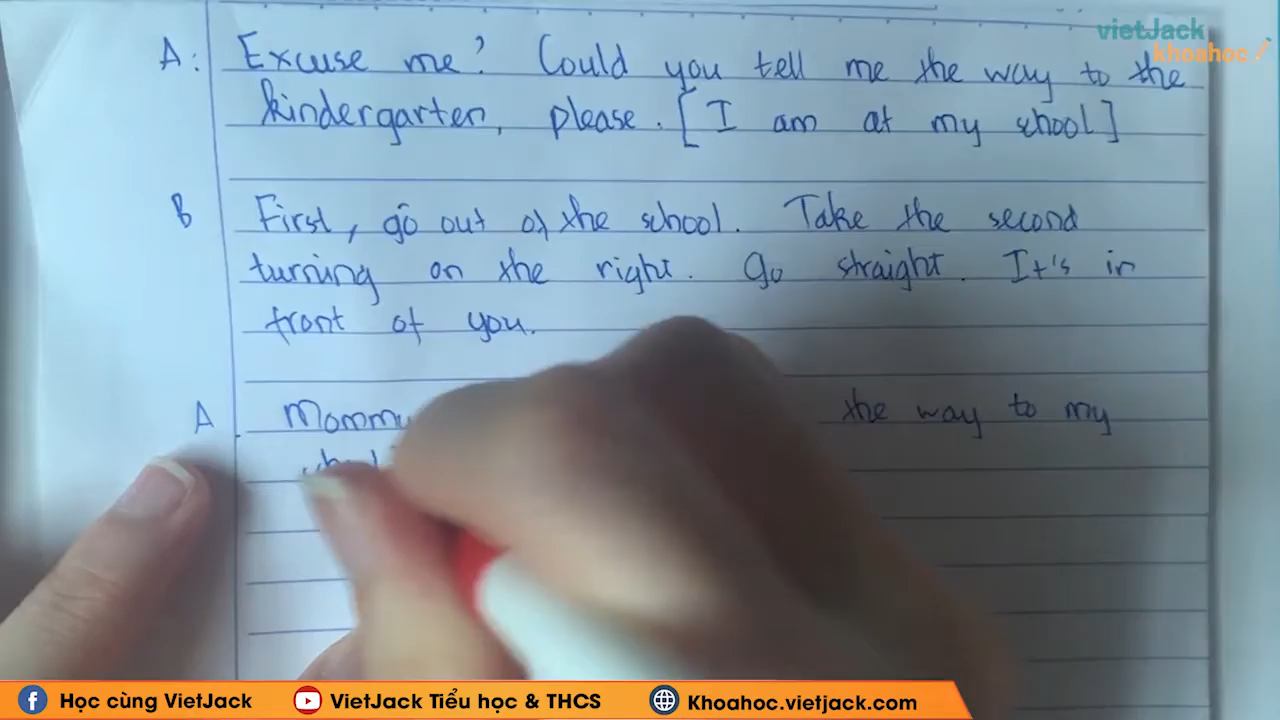 vietJack
khoahoc
A: Excuse me? Could you tell me the way to the
kindergarten, please. [I am at my school]
B First, go out of the school. Take the second
turning on the right. Go straight. It's in
front of you.
A Mommy the way to my
Học cùng VietJack
VietJack Tiểu học & THCS
Khoahoc.vietjack.com